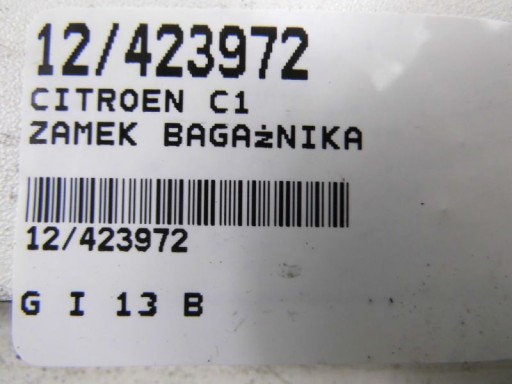 12/423972
CITROEN C1
ZAMEK BAGAżNIKA
12/423972
G I 13 B